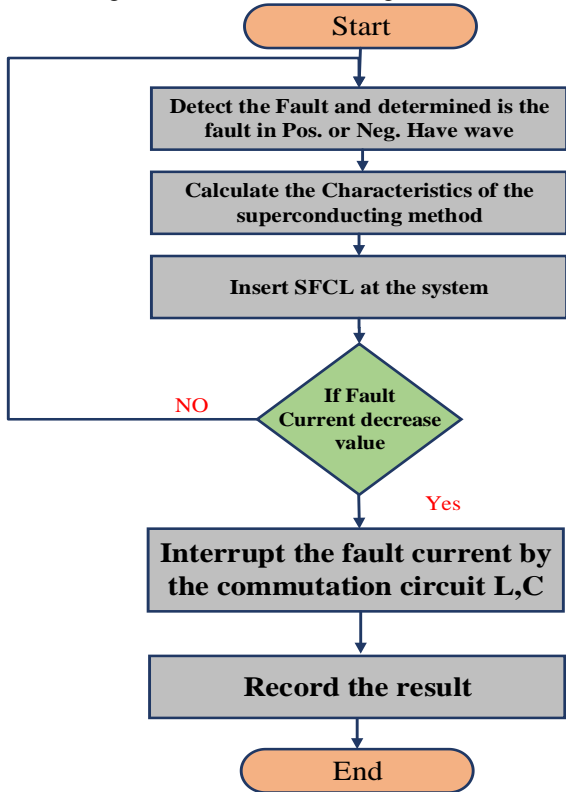 Start
Detect the Fault and determined is the
fault in Pos. or Neg. Have wave
Calculate the Characteristics of the
superconducting method
Insert SFCL at the system
If Fault
Current decrease
value
NO
Yes
Interrupt the fault current by
the commutation circuit L,C
Record the result
End